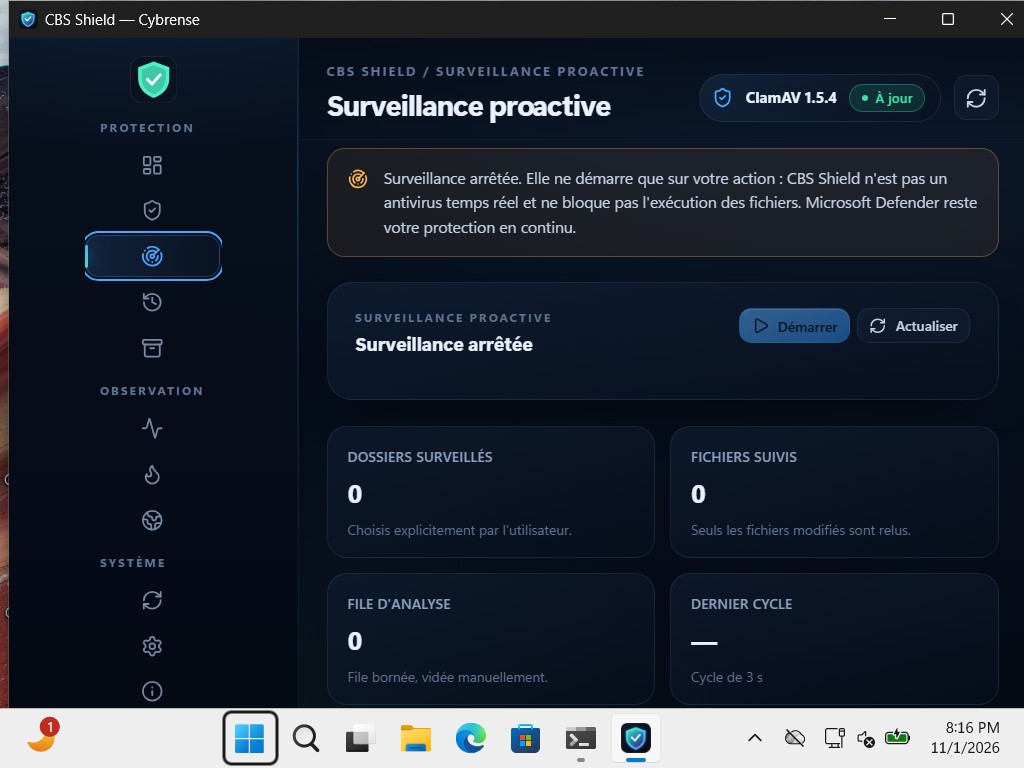 CBS Shield — Cybrense
PROTECTION
OBSERVATION
SYSTÈME
CBS SHIELD / SURVEILLANCE PROACTIVE
Surveillance proactive
ClamAV 1.5.4
À jour
Surveillance arrêtée. Elle ne démarre que sur votre action : CBS Shield n'est pas un
antivirus temps réel et ne bloque pas l'exécution des fichiers. Microsoft Defender reste
votre protection en continu.
SURVEILLANCE PROACTIVE
Surveillance arrêtée
Démarrer
Actualiser
DOSSIERS SURVEILLÉS
0
Choisis explicitement par l'utilisateur.
FICHIERS SUIVIS
0
Seuls les fichiers modifiés sont relus.
FILE D'ANALYSE
0
File bornée, vidée manuellement.
DERNIER CYCLE
—
Cycle de 3 s
1
8:16 PM
11/1/2026